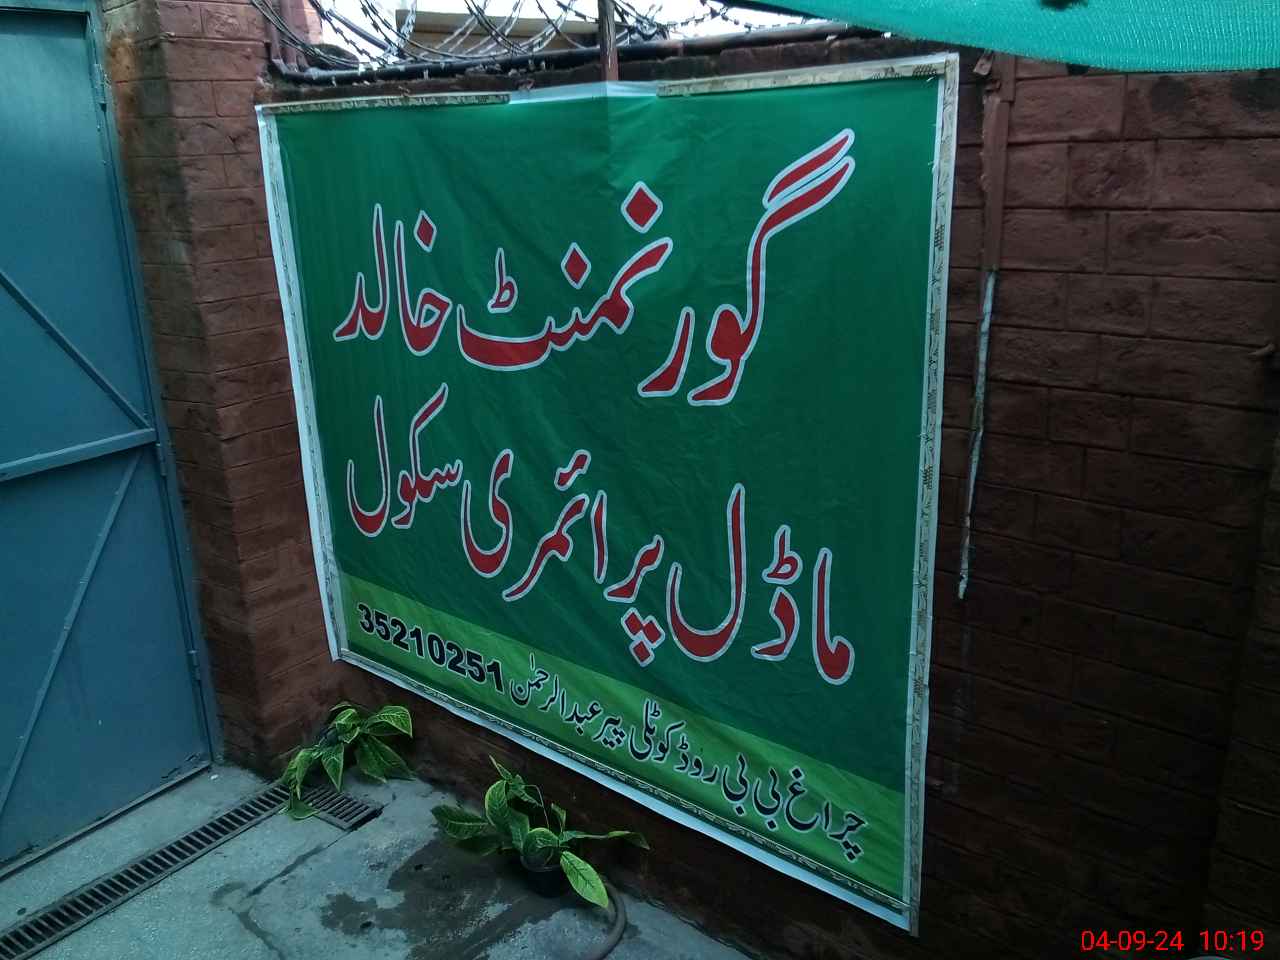 گورنمنٹ خالد
ماڈل پرائمری سکول
چراغ بی بی روڈ کوٹلی پیر عبدالرحمٰن 35210251
04-09-24 10:19